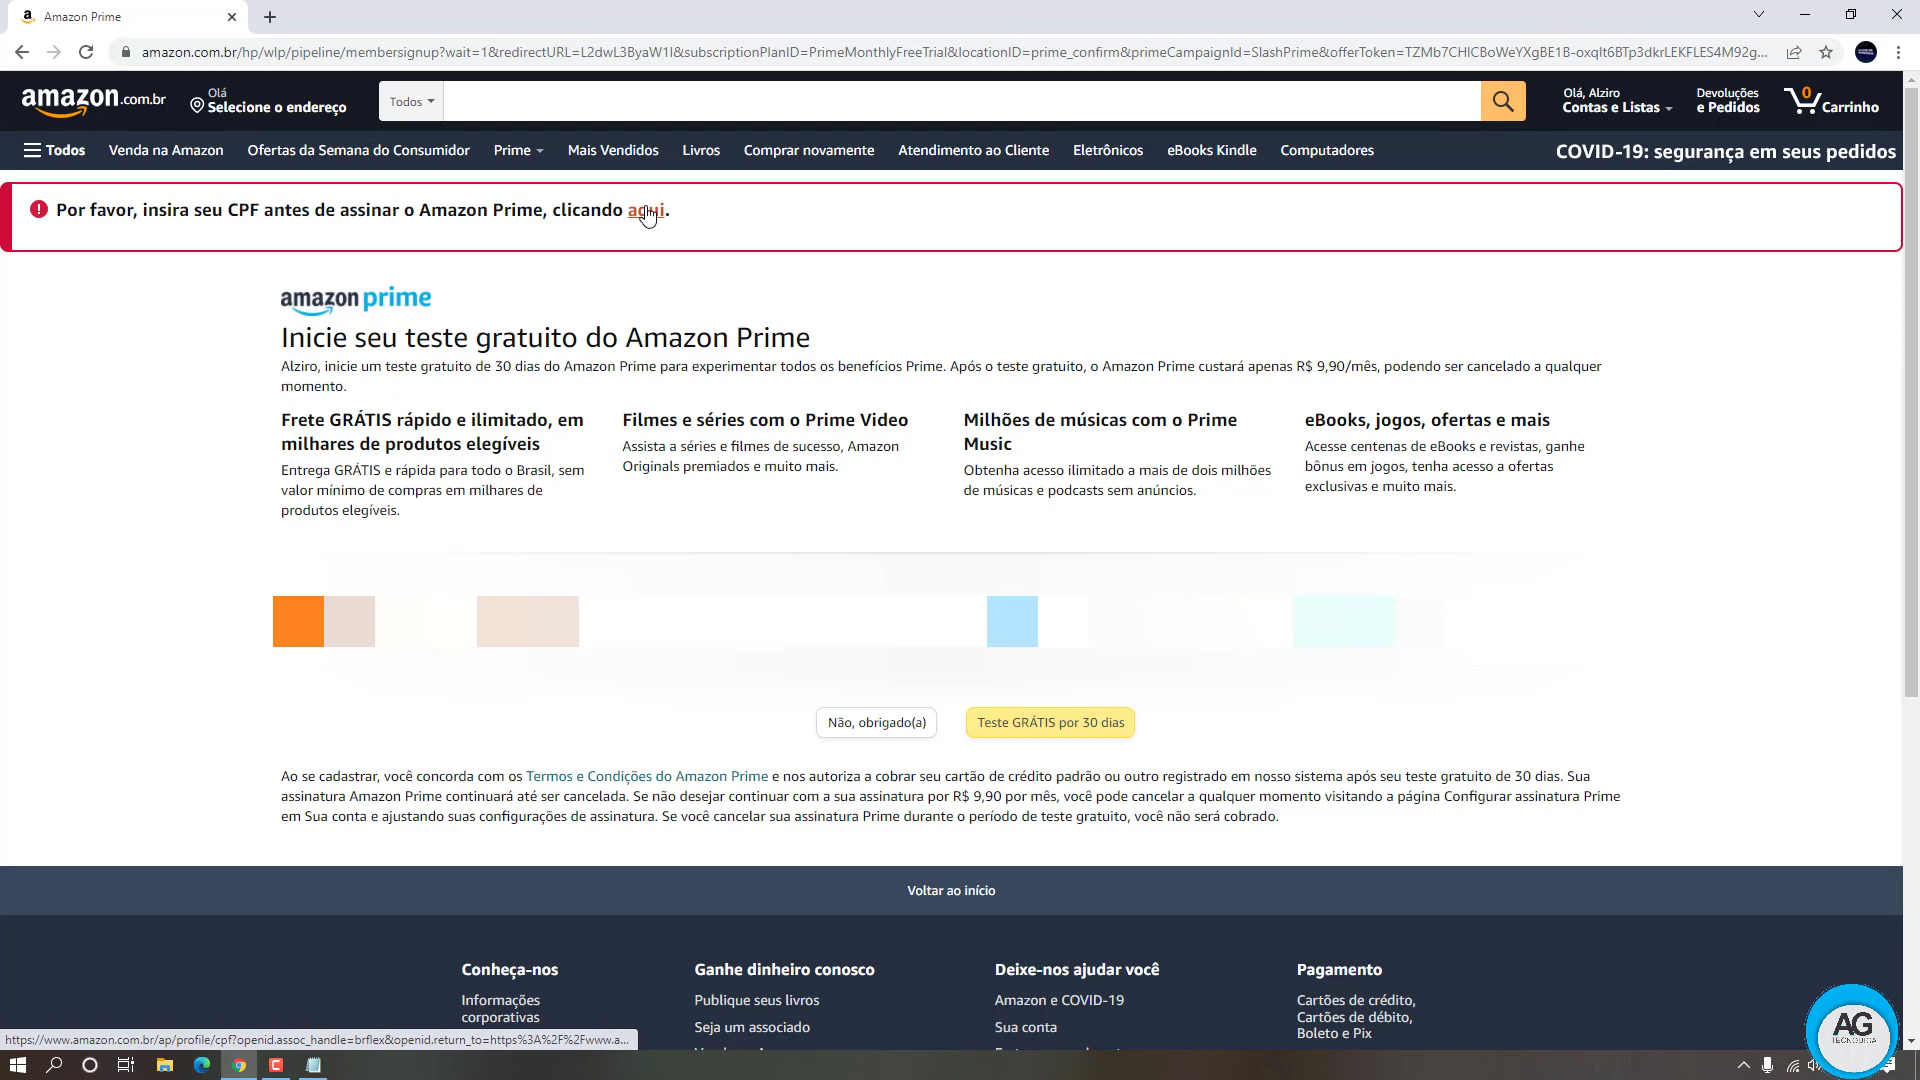 Amazon Prime
amazon.com.br/hp/wlp/pipeline/membersignup?wait=1&redirectURL=L2dwL3ByaW1l&subscriptionPlanID=PrimeMonthlyFreeTrial&locationID=prime_confirm&primeCampaignId=SlashPrime&offerToken=TZMb7CHICBoWeYXgBE1B-oxqIt6BTp3dkrLEKFLES4M92g...
amazon.com.br
Olá
Selecione o endereço
Todos
Olá, Alziro
Contas e Listas
Devoluções
e Pedidos
0
Carrinho
Todos Venda na Amazon Ofertas da Semana do Consumidor Prime Mais Vendidos Livros Comprar novamente Atendimento ao Cliente Eletrônicos eBooks Kindle Computadores COVID-19: segurança em seus pedidos
Por favor, insira seu CPF antes de assinar o Amazon Prime, clicando aqui.
amazon prime
Inicie seu teste gratuito do Amazon Prime
Alziro, inicie um teste gratuito de 30 dias do Amazon Prime para experimentar todos os benefícios Prime. Após o teste gratuito, o Amazon Prime custará apenas R$ 9,90/mês, podendo ser cancelado a qualquer
momento.
Frete GRÁTIS rápido e ilimitado, em
milhares de produtos elegíveis
Entrega GRÁTIS e rápida para todo o Brasil, sem
valor mínimo de compras em milhares de
produtos elegíveis.
Filmes e séries com o Prime Video
Assista a séries e filmes de sucesso, Amazon
Originals premiados e muito mais.
Milhões de músicas com o Prime
Music
Obtenha acesso ilimitado a mais de dois milhões
de músicas e podcasts sem anúncios.
eBooks, jogos, ofertas e mais
Acesse centenas de eBooks e revistas, ganhe
bônus em jogos, tenha acesso a ofertas
exclusivas e muito mais.
Não, obrigado(a)
Teste GRÁTIS por 30 dias
Ao se cadastrar, você concorda com os Termos e Condições do Amazon Prime e nos autoriza a cobrar seu cartão de crédito padrão ou outro registrado em nosso sistema após seu teste gratuito de 30 dias. Sua
assinatura Amazon Prime continuará até ser cancelada. Se não desejar continuar com a sua assinatura por R$ 9,90 por mês, você pode cancelar a qualquer momento visitando a página Configurar assinatura Prime
em Sua conta e ajustando suas configurações de assinatura. Se você cancelar sua assinatura Prime durante o período de teste gratuito, você não será cobrado.
Voltar ao início
Conheça-nos
Informações
corporativas
Ganhe dinheiro conosco
Publique seus livros
Seja um associado
Deixe-nos ajudar você
Amazon e COVID-19
Sua conta
Pagamento
Cartões de crédito,
Cartões de débito,
Boleto e Pix
https://www.amazon.com.br/ap/profile/cpf?openid.assoc_handle=brflex&openid.return_to=https%3A%2F%2Fwww.a...
AG